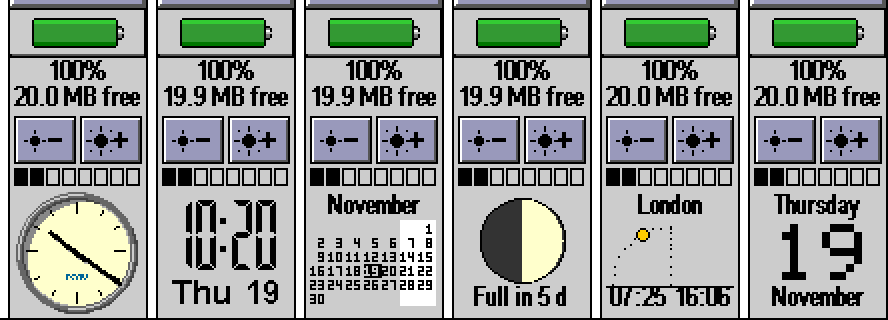 100%
20.0 MB free
100%
19.9 MB free
10:20
Thu 19
100%
19.9 MB free
November
1
2 3 4 5 6 7 8
9 10 11 12 13 14 15
16 17 18 19 20 21 22
23 24 25 26 27 28 29
30
100%
19.9 MB free
Full in 5 d
100%
20.0 MB free
London
07:25 16:06
100%
20.0 MB free
Thursday
19
November